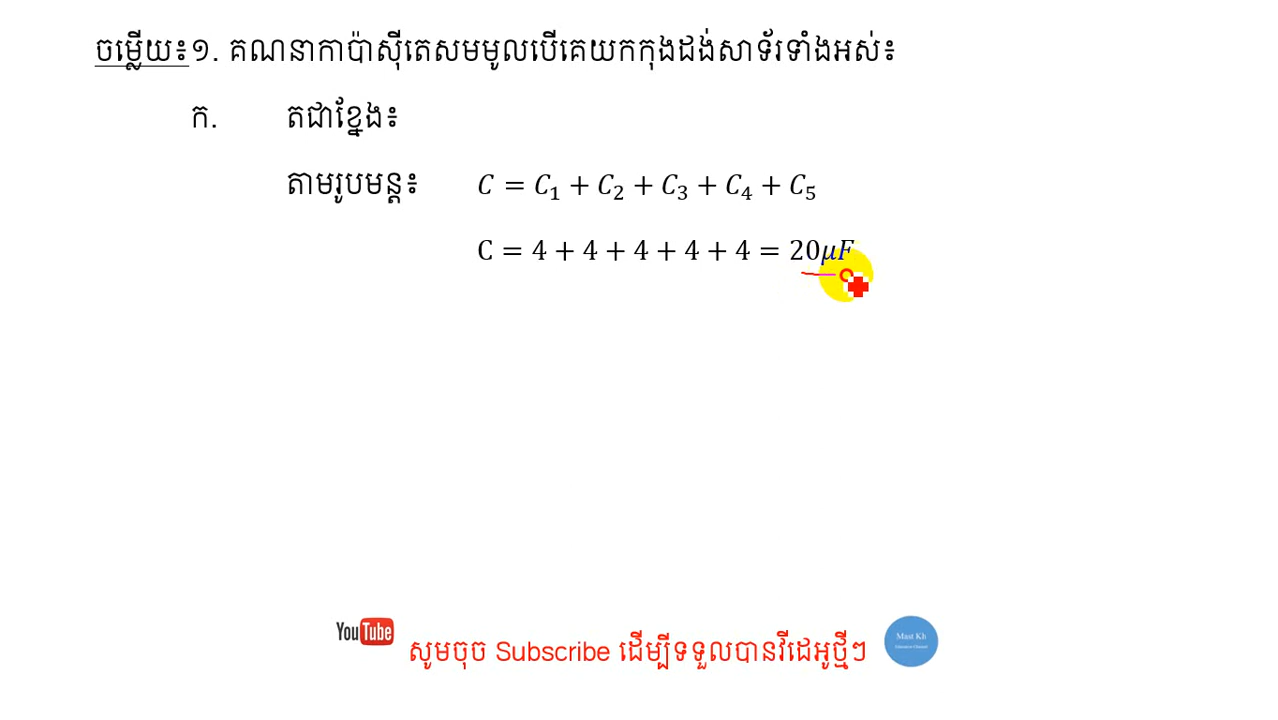 ចម្លើយ៖១. គណនាកាប៉ាស៊ីតេសមមូលបើគេយកកុងដង់សាទ័រទាំងអស់៖
ក. តជាខ្នែង៖
តាមរូបមន្ត៖ C = C₁ + C₂ + C₃ + C₄ + C₅
C = 4 + 4 + 4 + 4 + 4 = 20μF
YouTube សូមចុច Subscribe ដើម្បីទទួលបានវីដេអូថ្មីៗ
Mast Kh
Education Channel